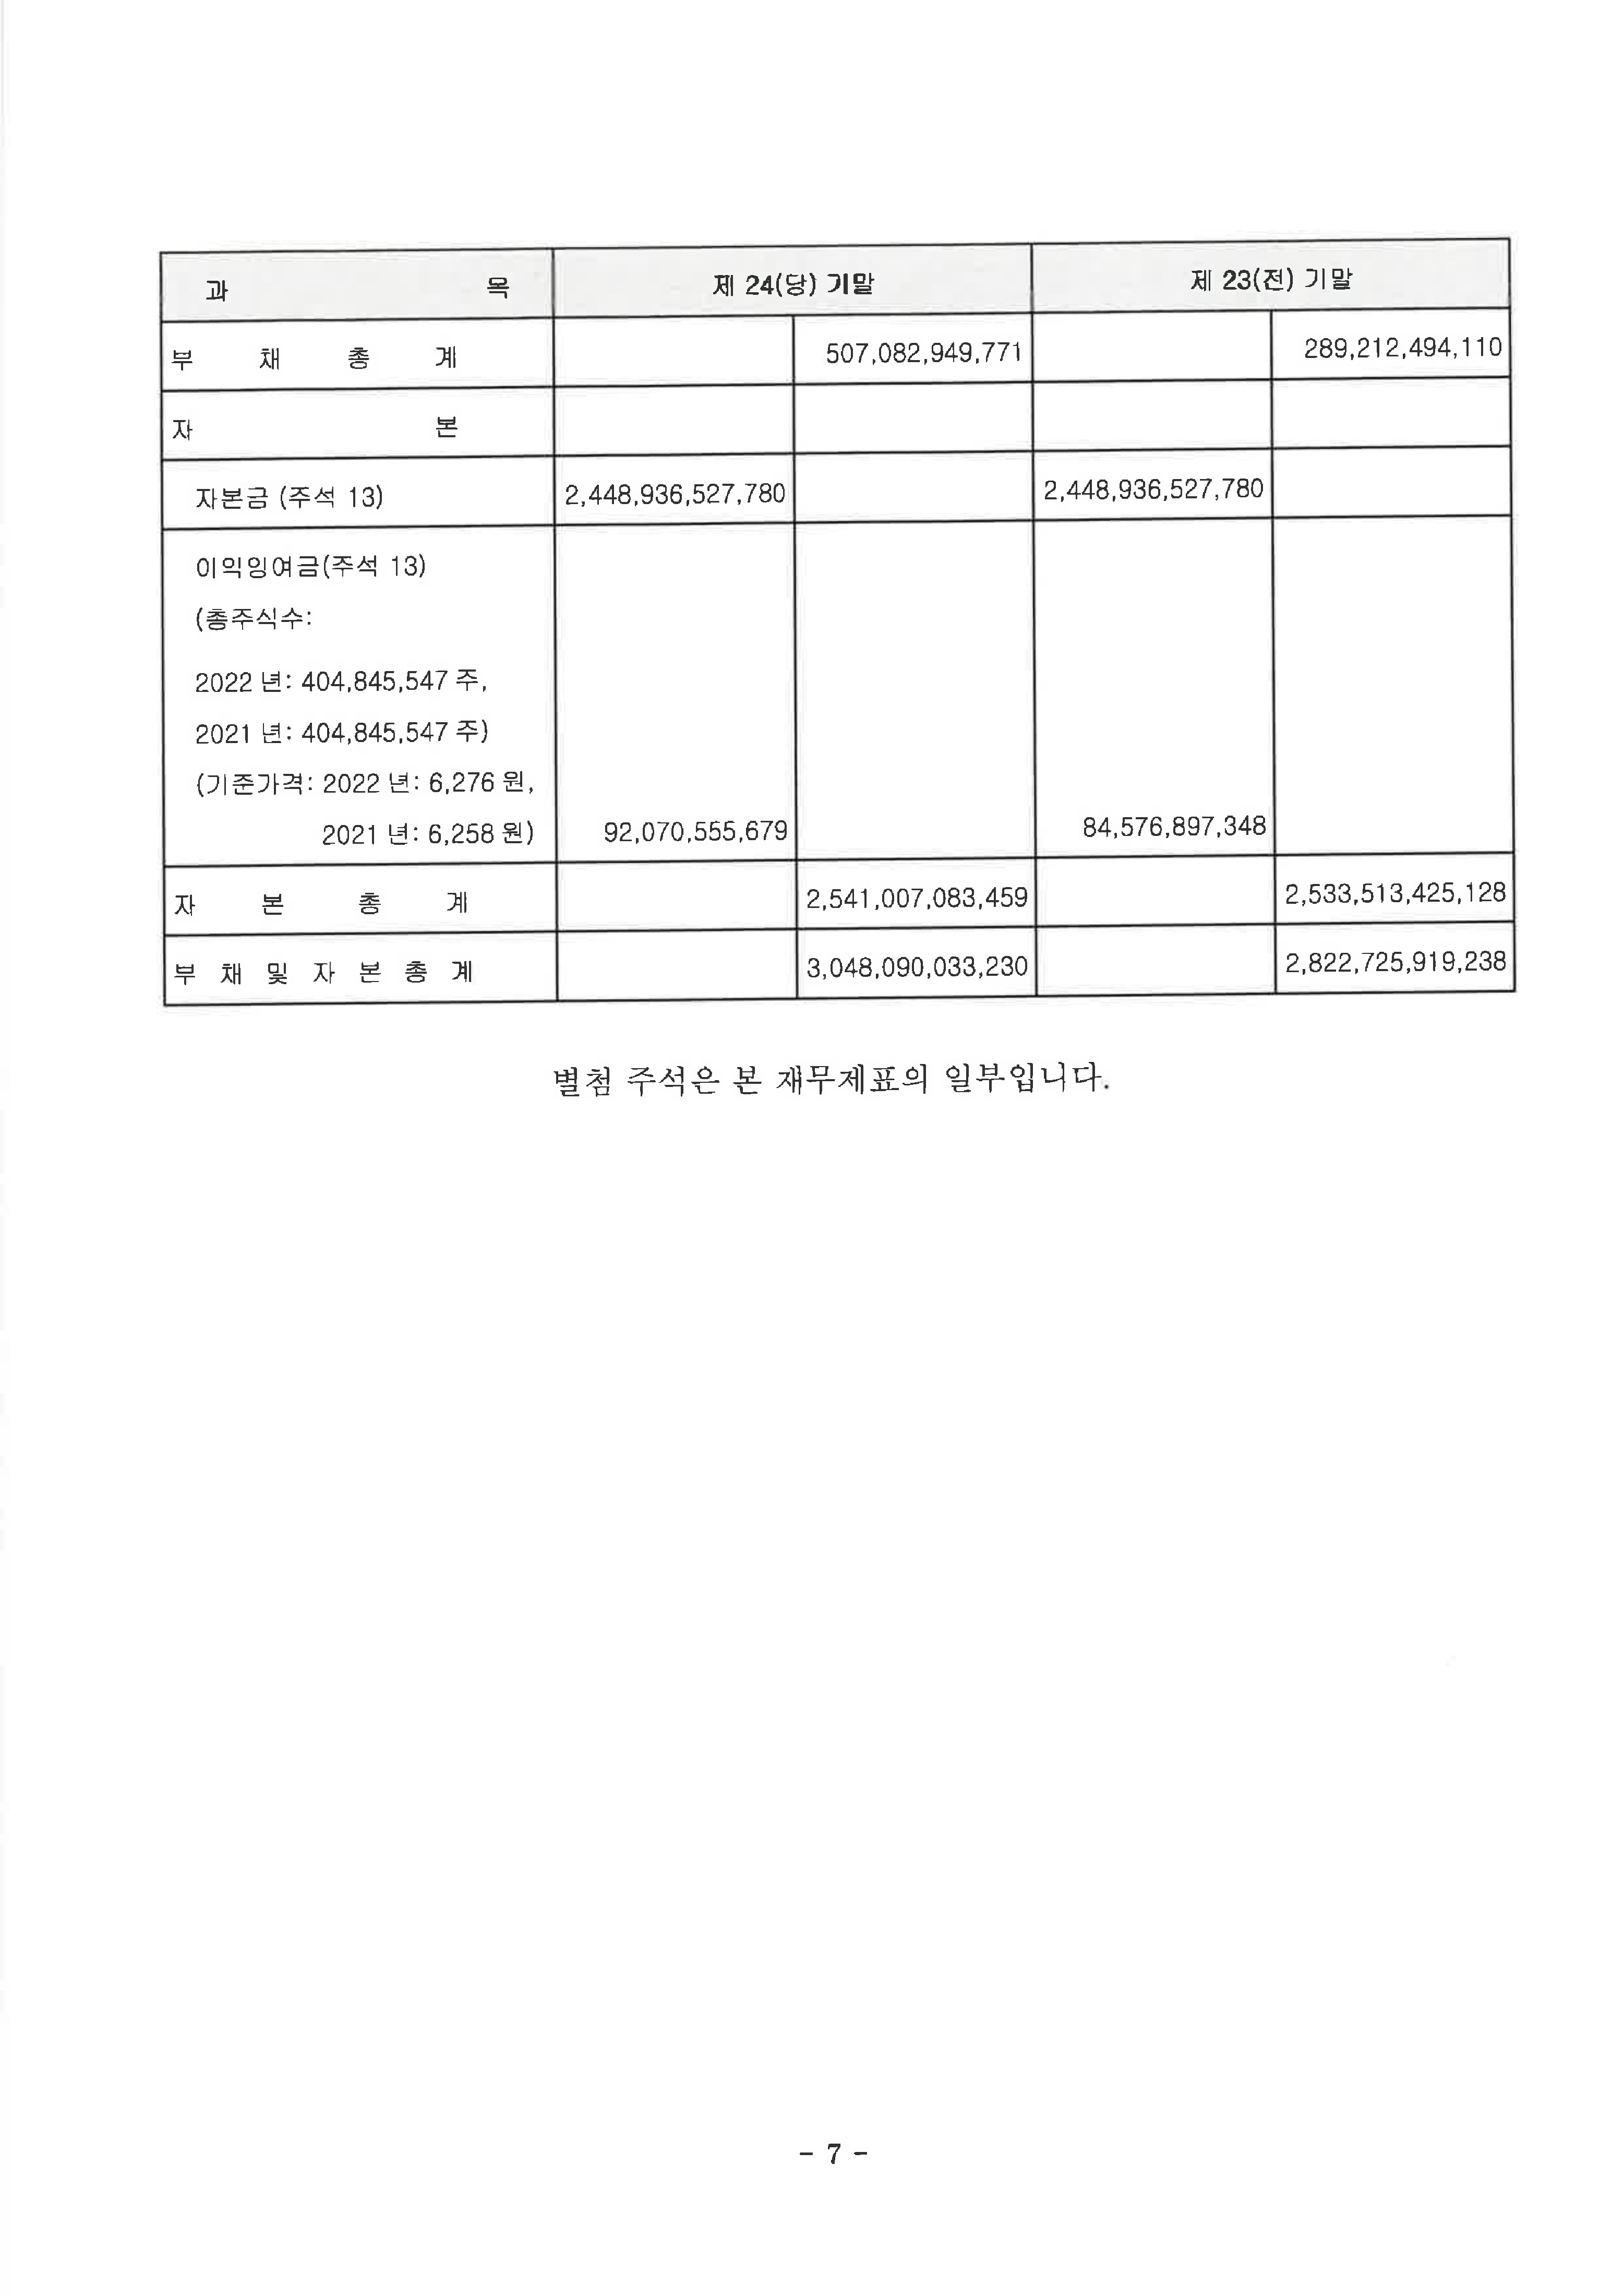 과 목 제 24(당) 기말 제 23(전) 기말
부 채 총 계 507,082,949,771 289,212,494,110
자 본
자본금 (주석 13) 2,448,936,527,780 2,448,936,527,780
이익잉여금(주석 13)
(총주식수:
2022 년: 404,845,547 주,
2021 년: 404,845,547 주)
(기준가격: 2022 년: 6,276 원,
2021 년: 6,258 원) 92,070,555,679 84,576,897,348
자 본 총 계 2,541,007,083,459 2,533,513,425,128
부 채 및 자 본 총 계 3,048,090,033,230 2,822,725,919,238
별첨 주석은 본 재무제표의 일부입니다.
- 7 -